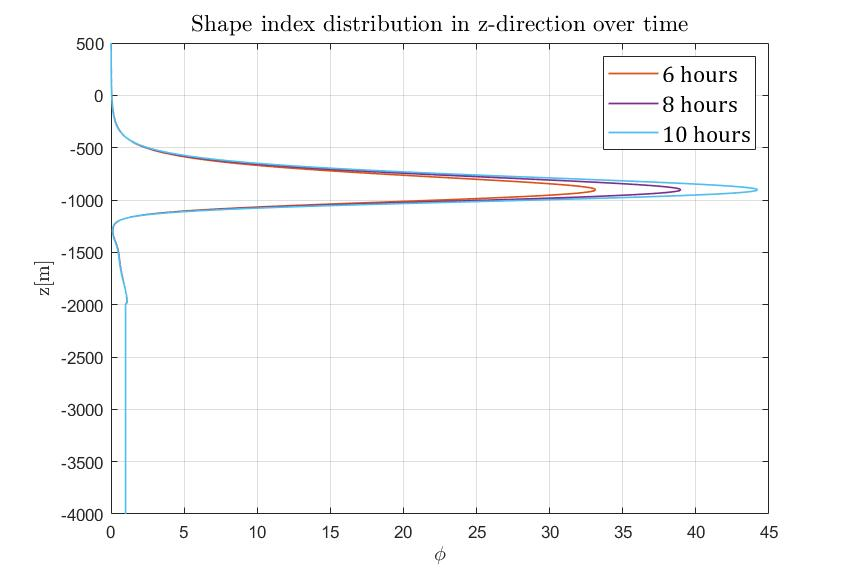 Shape index distribution in z-direction over time
500
0
-500
-1000
-1500
-2000
-2500
-3000
-3500
-4000
z[m]
6 hours
8 hours
10 hours
0 5 10 15 20 25 30 35 40 45
ϕ